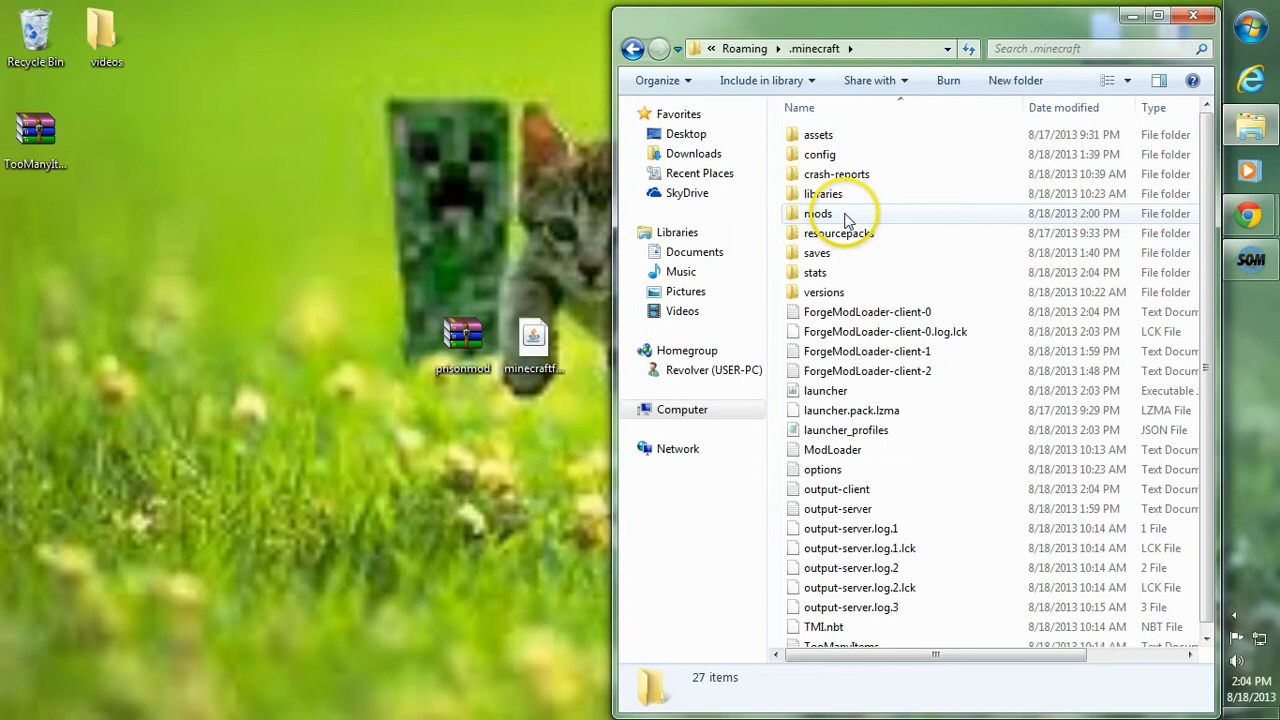 Recycle Bin
videos
TooManyIt...
prisonmod
minecraftf...
Roaming
.minecraft
Search .minecraft
Organize
Include in library
Share with
Burn
New folder
Favorites
Desktop
Downloads
Recent Places
SkyDrive
Libraries
Documents
Music
Pictures
Videos
Homegroup
Revolver (USER-PC)
Computer
Network
Name Date modified Type
assets 8/17/2013 9:31 PM File folder
config 8/18/2013 1:39 PM File folder
crash-reports 8/18/2013 10:39 AM File folder
libraries 8/18/2013 10:23 AM File folder
mods 8/18/2013 2:00 PM File folder
resourcepacks 8/17/2013 9:33 PM File folder
saves 8/18/2013 1:40 PM File folder
stats 8/18/2013 2:04 PM File folder
versions 8/18/2013 10:22 AM File folder
ForgeModLoader-client-0 8/18/2013 2:04 PM Text Docum
ForgeModLoader-client-0.log.lck 8/18/2013 2:04 PM LCK File
ForgeModLoader-client-1 8/18/2013 1:59 PM Text Docum
ForgeModLoader-client-2 8/18/2013 1:48 PM Text Docum
launcher 8/18/2013 2:03 PM Executable
launcher.pack.lzma 8/17/2013 9:29 PM LZMA File
launcher_profiles 8/18/2013 2:03 PM JSON File
ModLoader 8/18/2013 10:13 AM Text Docum
options 8/18/2013 10:23 AM Text Docum
output-client 8/18/2013 2:04 PM Text Docum
output-server 8/18/2013 1:59 PM Text Docum
output-server.log.1 8/18/2013 10:14 AM 1 File
output-server.log.1.lck 8/18/2013 10:14 AM LCK File
output-server.log.2 8/18/2013 10:14 AM 2 File
output-server.log.2.lck 8/18/2013 10:14 AM LCK File
output-server.log.3 8/18/2013 10:15 AM 3 File
TMI.nbt 8/18/2013 2:04 PM NBT File
TooManyItems
27 items
SOM
2:04 PM
8/18/2013